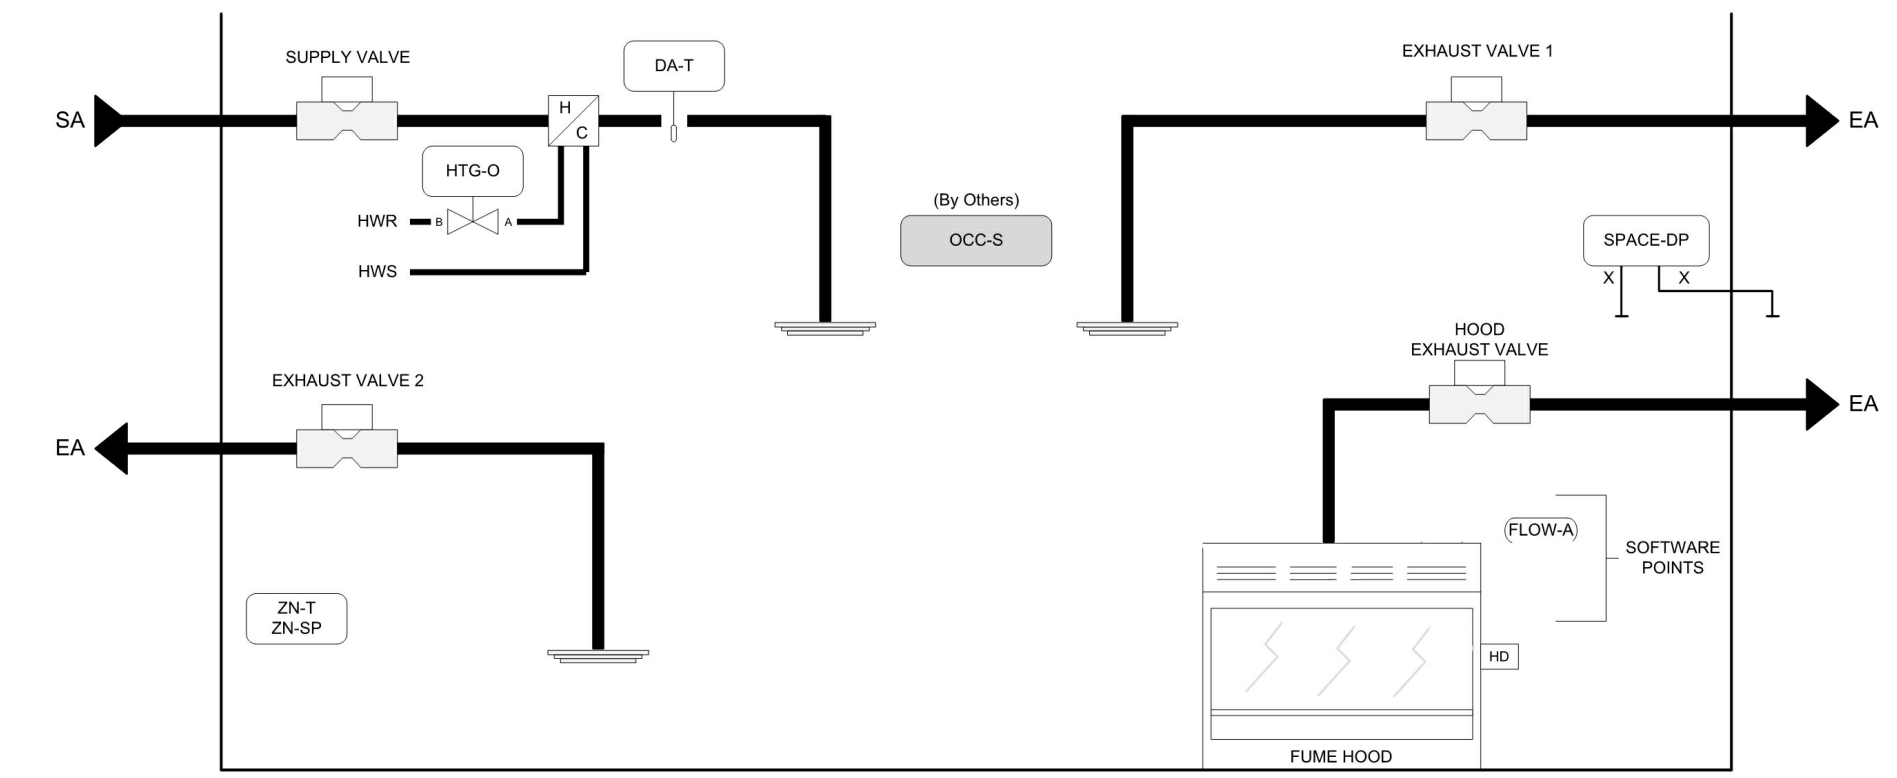 SUPPLY VALVE
DA-T
EXHAUST VALVE 1
SA
H
C
EA
HTG-O
(By Others)
OCC-S
HWR
B
A
SPACE-DP
X
X
HWS
HOOD
EXHAUST VALVE
EXHAUST VALVE 2
EA
EA
FLOW-A
SOFTWARE
POINTS
ZN-T
ZN-SP
HD
FUME HOOD